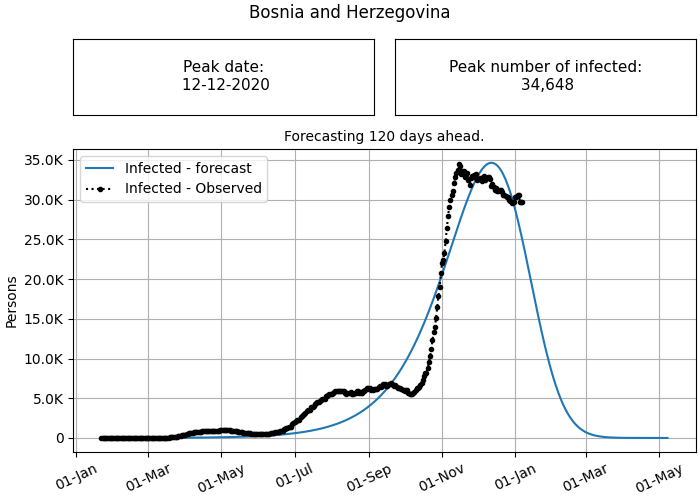 Bosnia and Herzegovina
Peak date:
12-12-2020
Peak number of infected:
34,648
Forecasting 120 days ahead.
Infected - forecast
Infected - Observed
35.0K
30.0K
25.0K
20.0K
15.0K
10.0K
5.0K
0
Persons
01-Jan
01-Mar
01-May
01-Jul
01-Sep
01-Nov
01-Jan
01-Mar
01-May